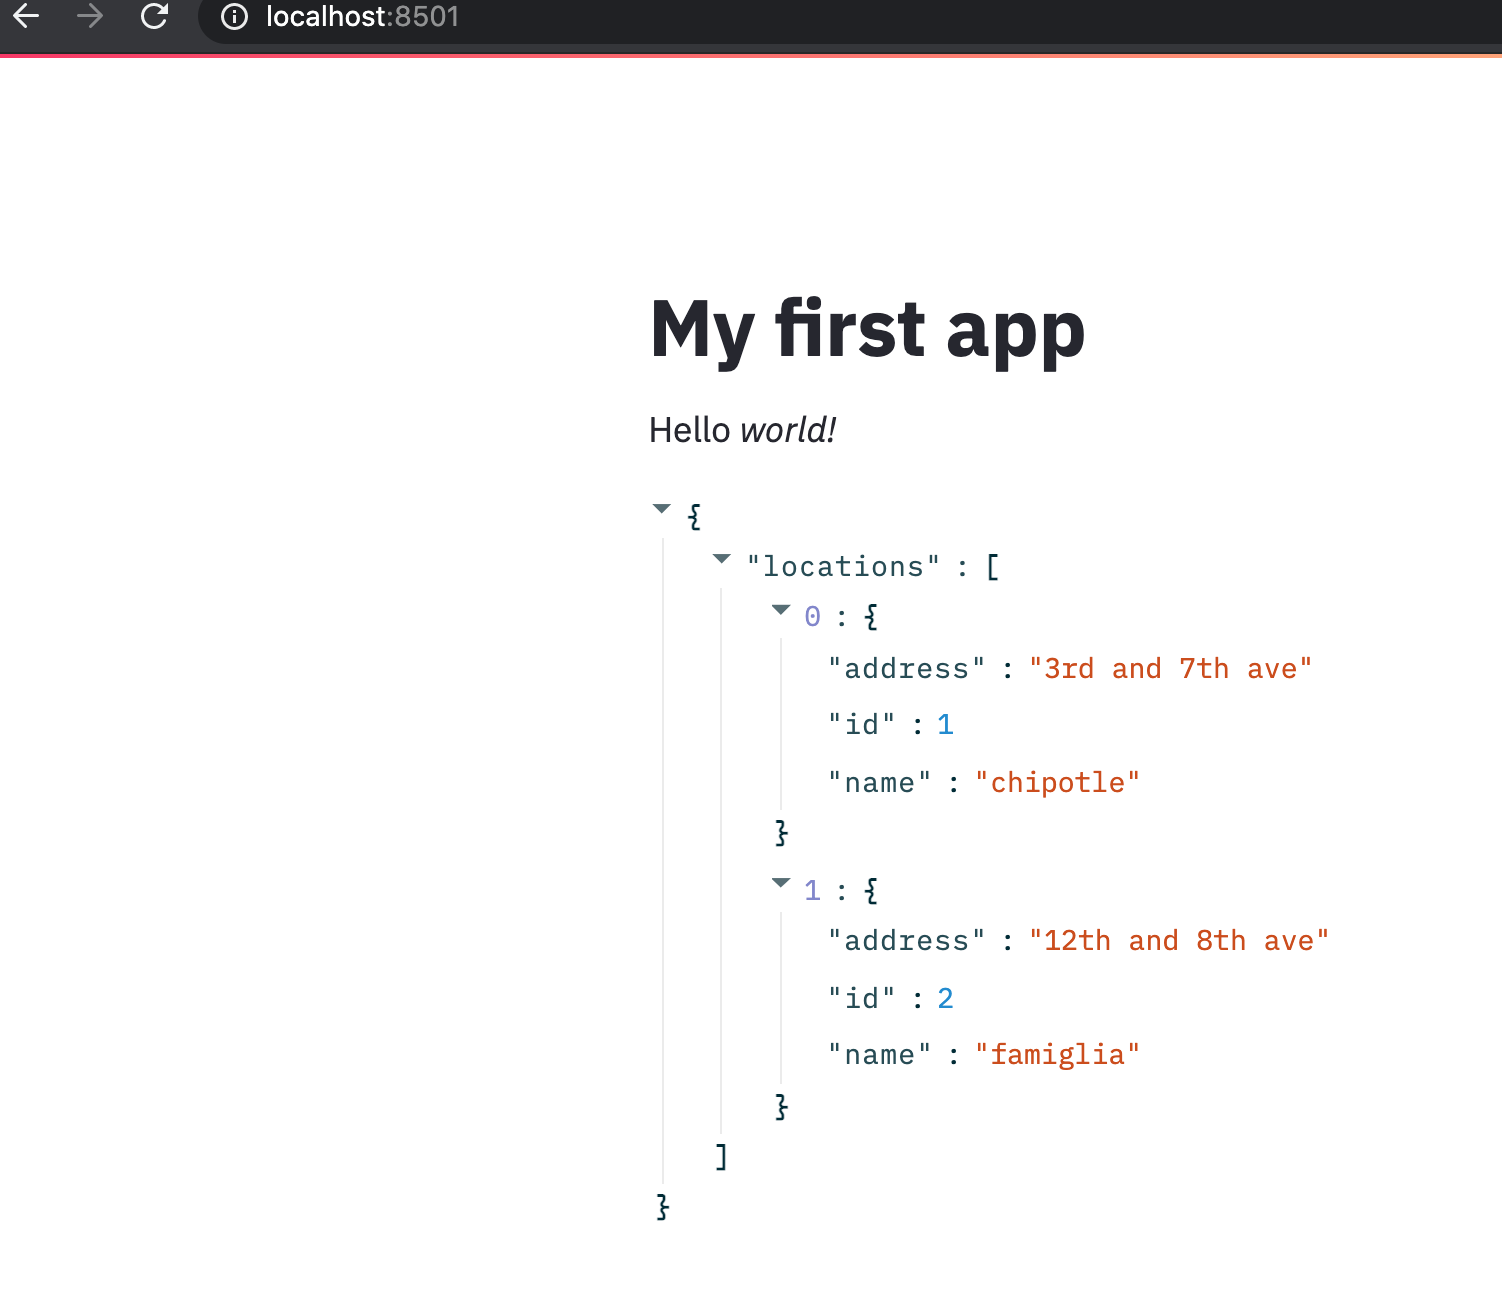 localhost:8501
My first app
Hello world!
{
"locations" : [
0 : {
"address" : "3rd and 7th ave"
"id" : 1
"name" : "chipotle"
}
1 : {
"address" : "12th and 8th ave"
"id" : 2
"name" : "famiglia"
}
]
}